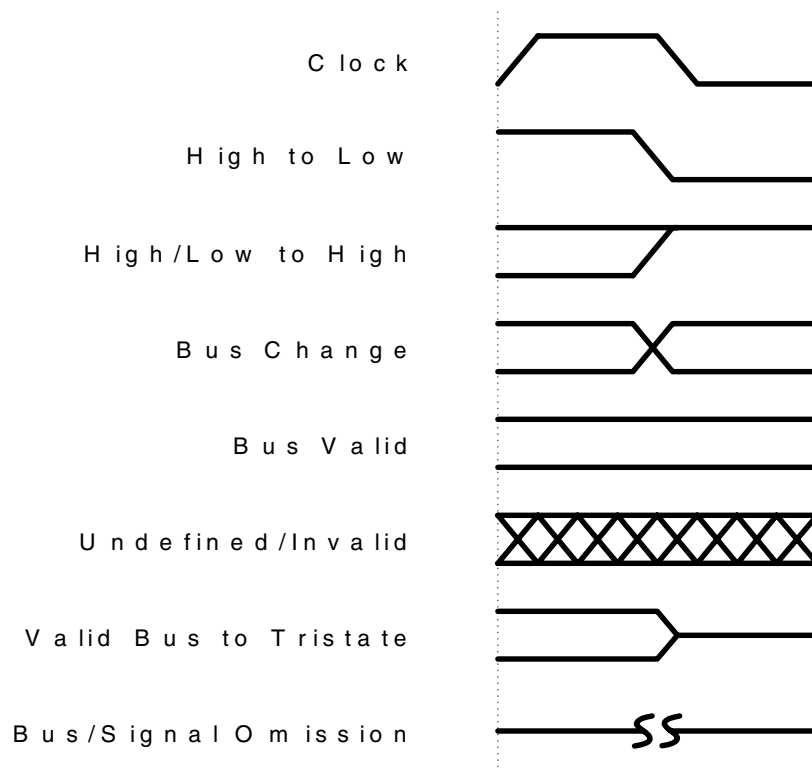 Clock
High to Low
High/Low to High
Bus Change
Bus Valid
Undefined/Invalid
Valid Bus to Tristate
Bus/Signal Omission